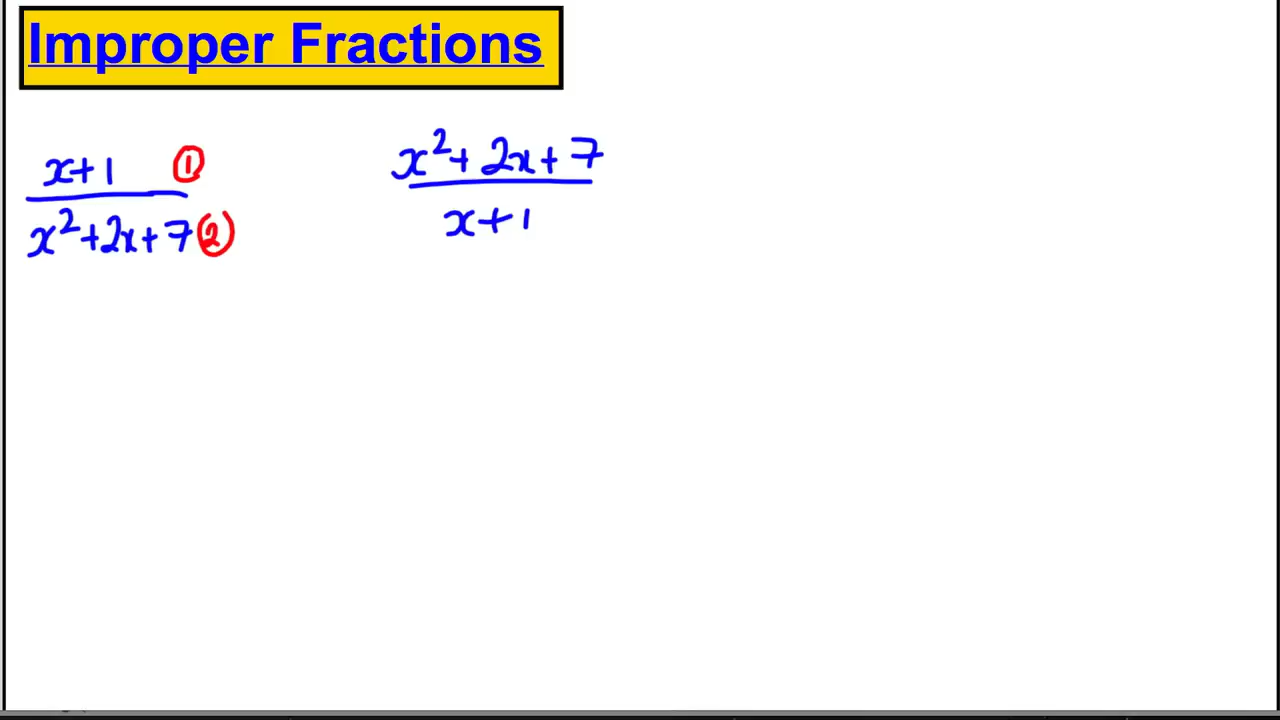 Improper Fractions
x+1 ①
x²+2x+7 ②
x²+2x+7
x+1